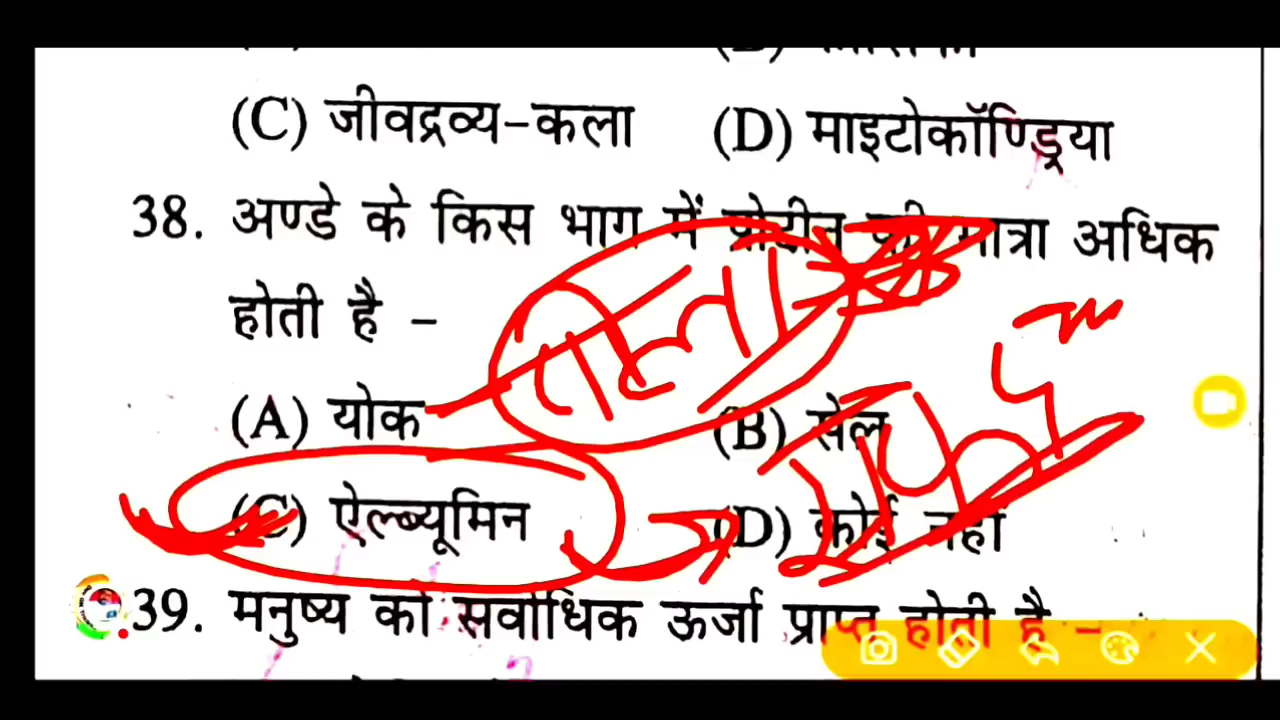 (C) जीवद्रव्य-कला (D) माइटोकॉण्ड्रिया
38. अण्डे के किस भाग में प्रोटीन की मात्रा अधिक
होती है -
(A) योक (B) सेल
(C) ऐल्ब्यूमिन (D) कोई नहीं
39. मनुष्य को सर्वाधिक ऊर्जा प्राप्त होती है -